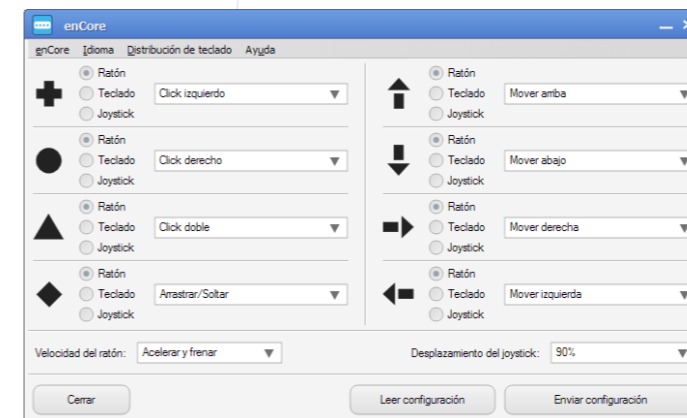 enCore
enCore Idioma Distribución de teclado Ayuda
Ratón
Teclado
Joystick
Click izquierdo
Ratón
Teclado
Joystick
Click derecho
Ratón
Teclado
Joystick
Click doble
Ratón
Teclado
Joystick
Arrastrar/Soltar
Ratón
Teclado
Joystick
Mover arriba
Ratón
Teclado
Joystick
Mover abajo
Ratón
Teclado
Joystick
Mover derecha
Ratón
Teclado
Joystick
Mover izquierda
Velocidad del ratón: Acelerar y frenar
Desplazamiento del joystick: 90%
Cerrar
Leer configuración
Enviar configuración